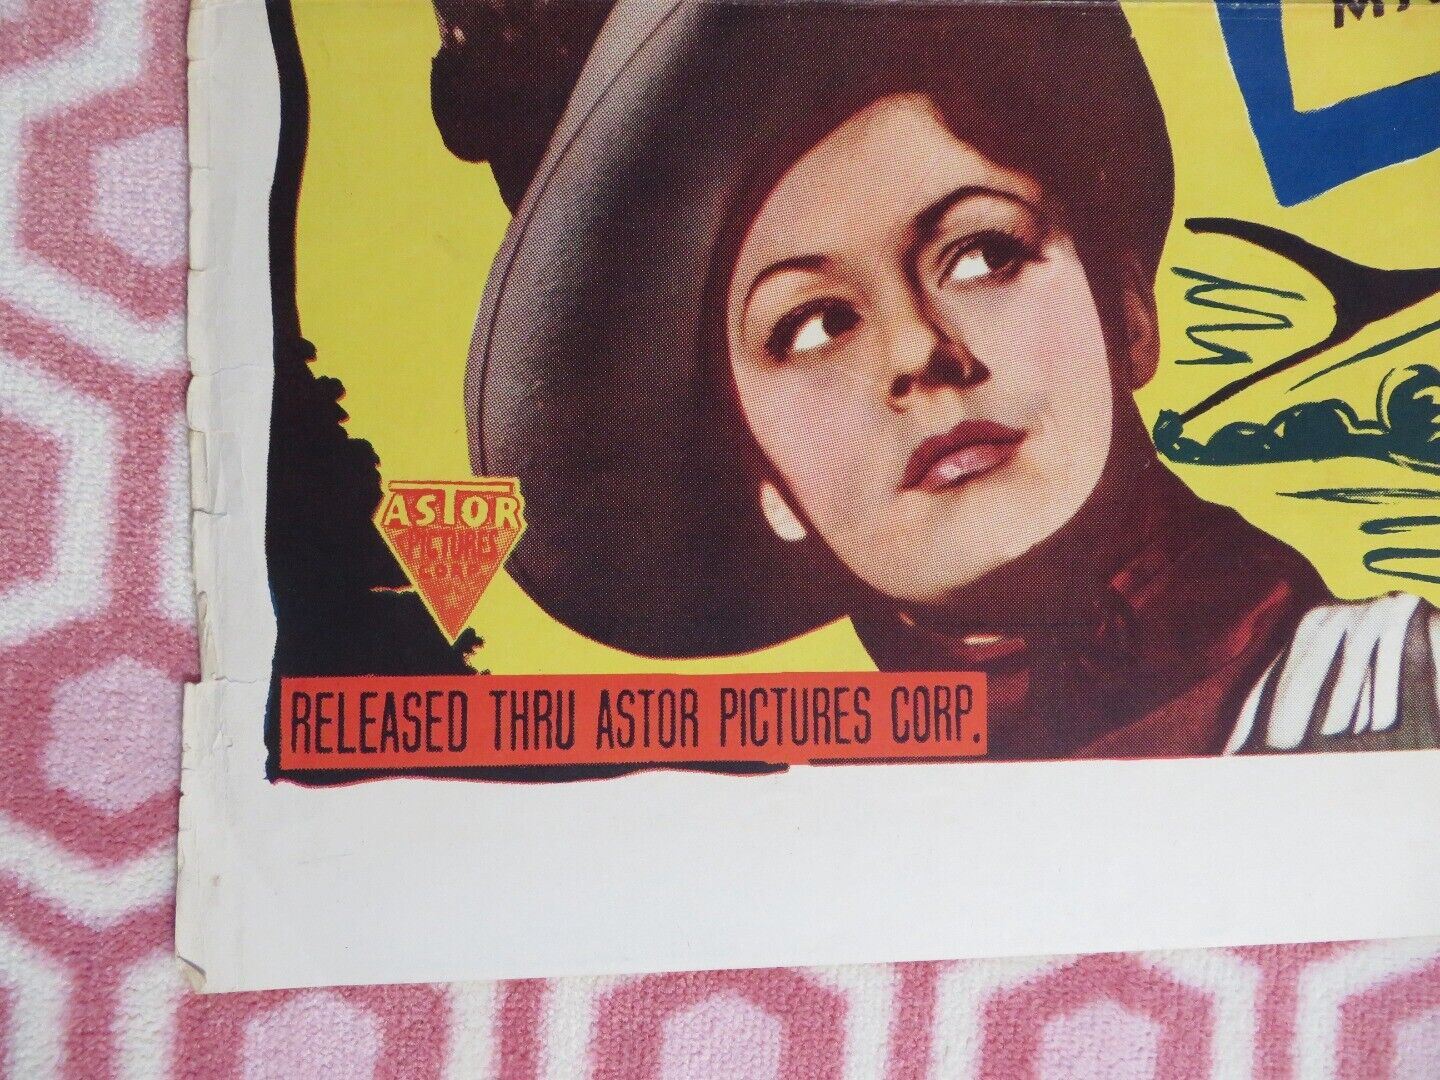 ASTOR
PICTURES
CORP.
RELEASED THRU ASTOR PICTURES CORP.